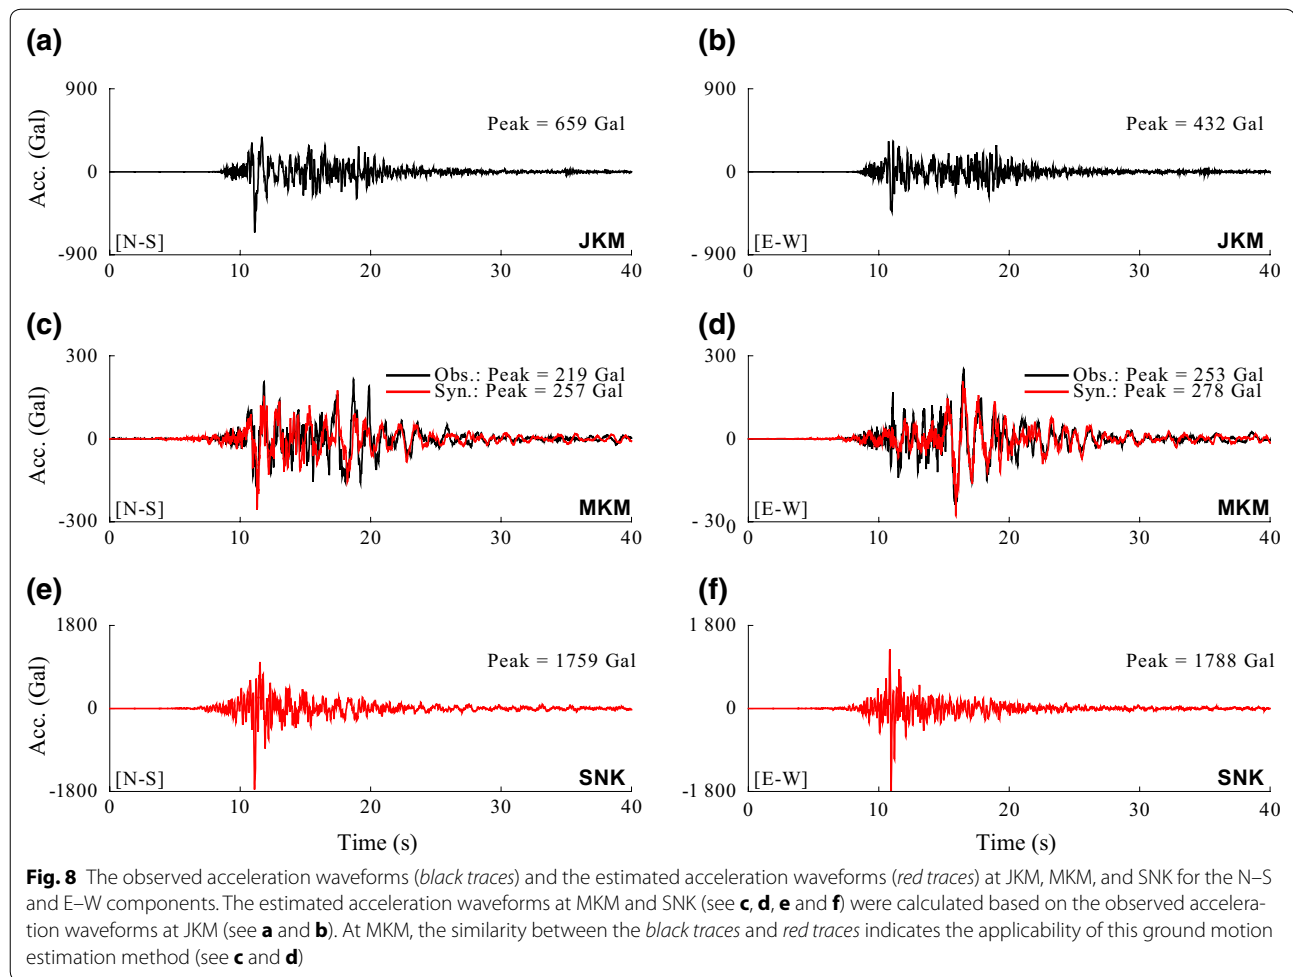 (a)
900
Peak = 659 Gal
Acc. (Gal)
0
[N-S]
JKM
-900
0 10 20 30 40
(b)
900
Peak = 432 Gal
0
[E-W]
JKM
- 900
0 10 20 30 40
(c)
300
Obs.: Peak = 219 Gal
Syn.: Peak = 257 Gal
Acc. (Gal)
0
[N-S]
MKM
-300
0 10 20 30 40
(d)
300
Obs.: Peak = 253 Gal
Syn.: Peak = 278 Gal
0
[E-W]
MKM
- 300
0 10 20 30 40
(e)
1800
Peak = 1759 Gal
Acc. (Gal)
0
[N-S]
SNK
-1800
0 10 20 30 40
Time (s)
(f)
1 800
Peak = 1788 Gal
0
[E-W]
SNK
-1 800
0 10 20 30 40
Time (s)
Fig. 8 The observed acceleration waveforms (black traces) and the estimated acceleration waveforms (red traces) at JKM, MKM, and SNK for the N–S
and E–W components. The estimated acceleration waveforms at MKM and SNK (see c, d, e and f) were calculated based on the observed accelera-
tion waveforms at JKM (see a and b). At MKM, the similarity between the black traces and red traces indicates the applicability of this ground motion
estimation method (see c and d)